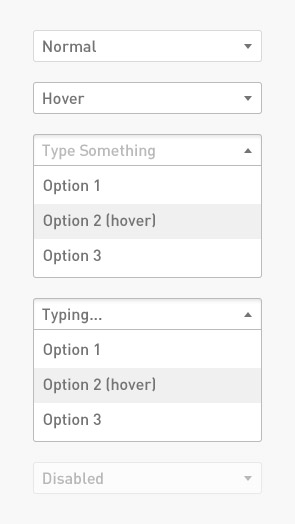 Normal
Hover
Type Something
Option 1
Option 2 (hover)
Option 3
Typing...
Option 1
Option 2 (hover)
Option 3
Disabled